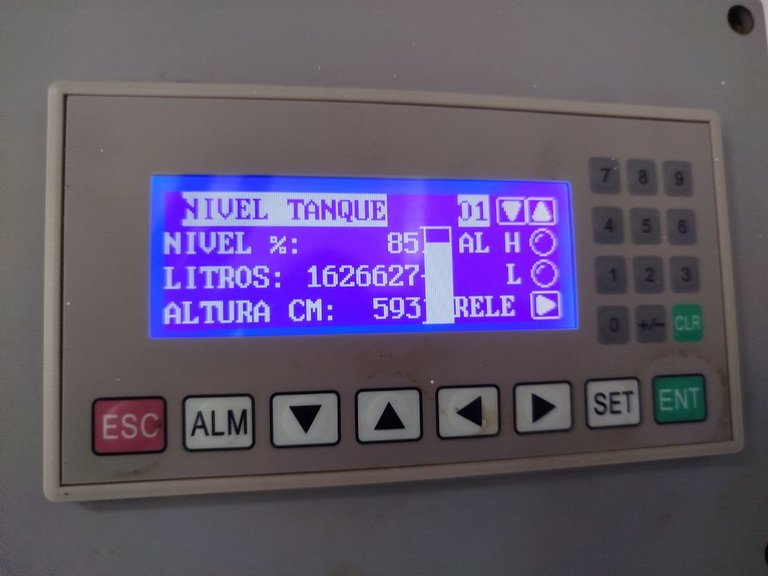 NIVEL TANQUE 01
NIVEL %: 85 AL H
LITROS: 1626627 L
ALTURA CM: 593 RELE
7 8 9
4 5 6
1 2 3
0 +/- CLR
ESC ALM SET ENT